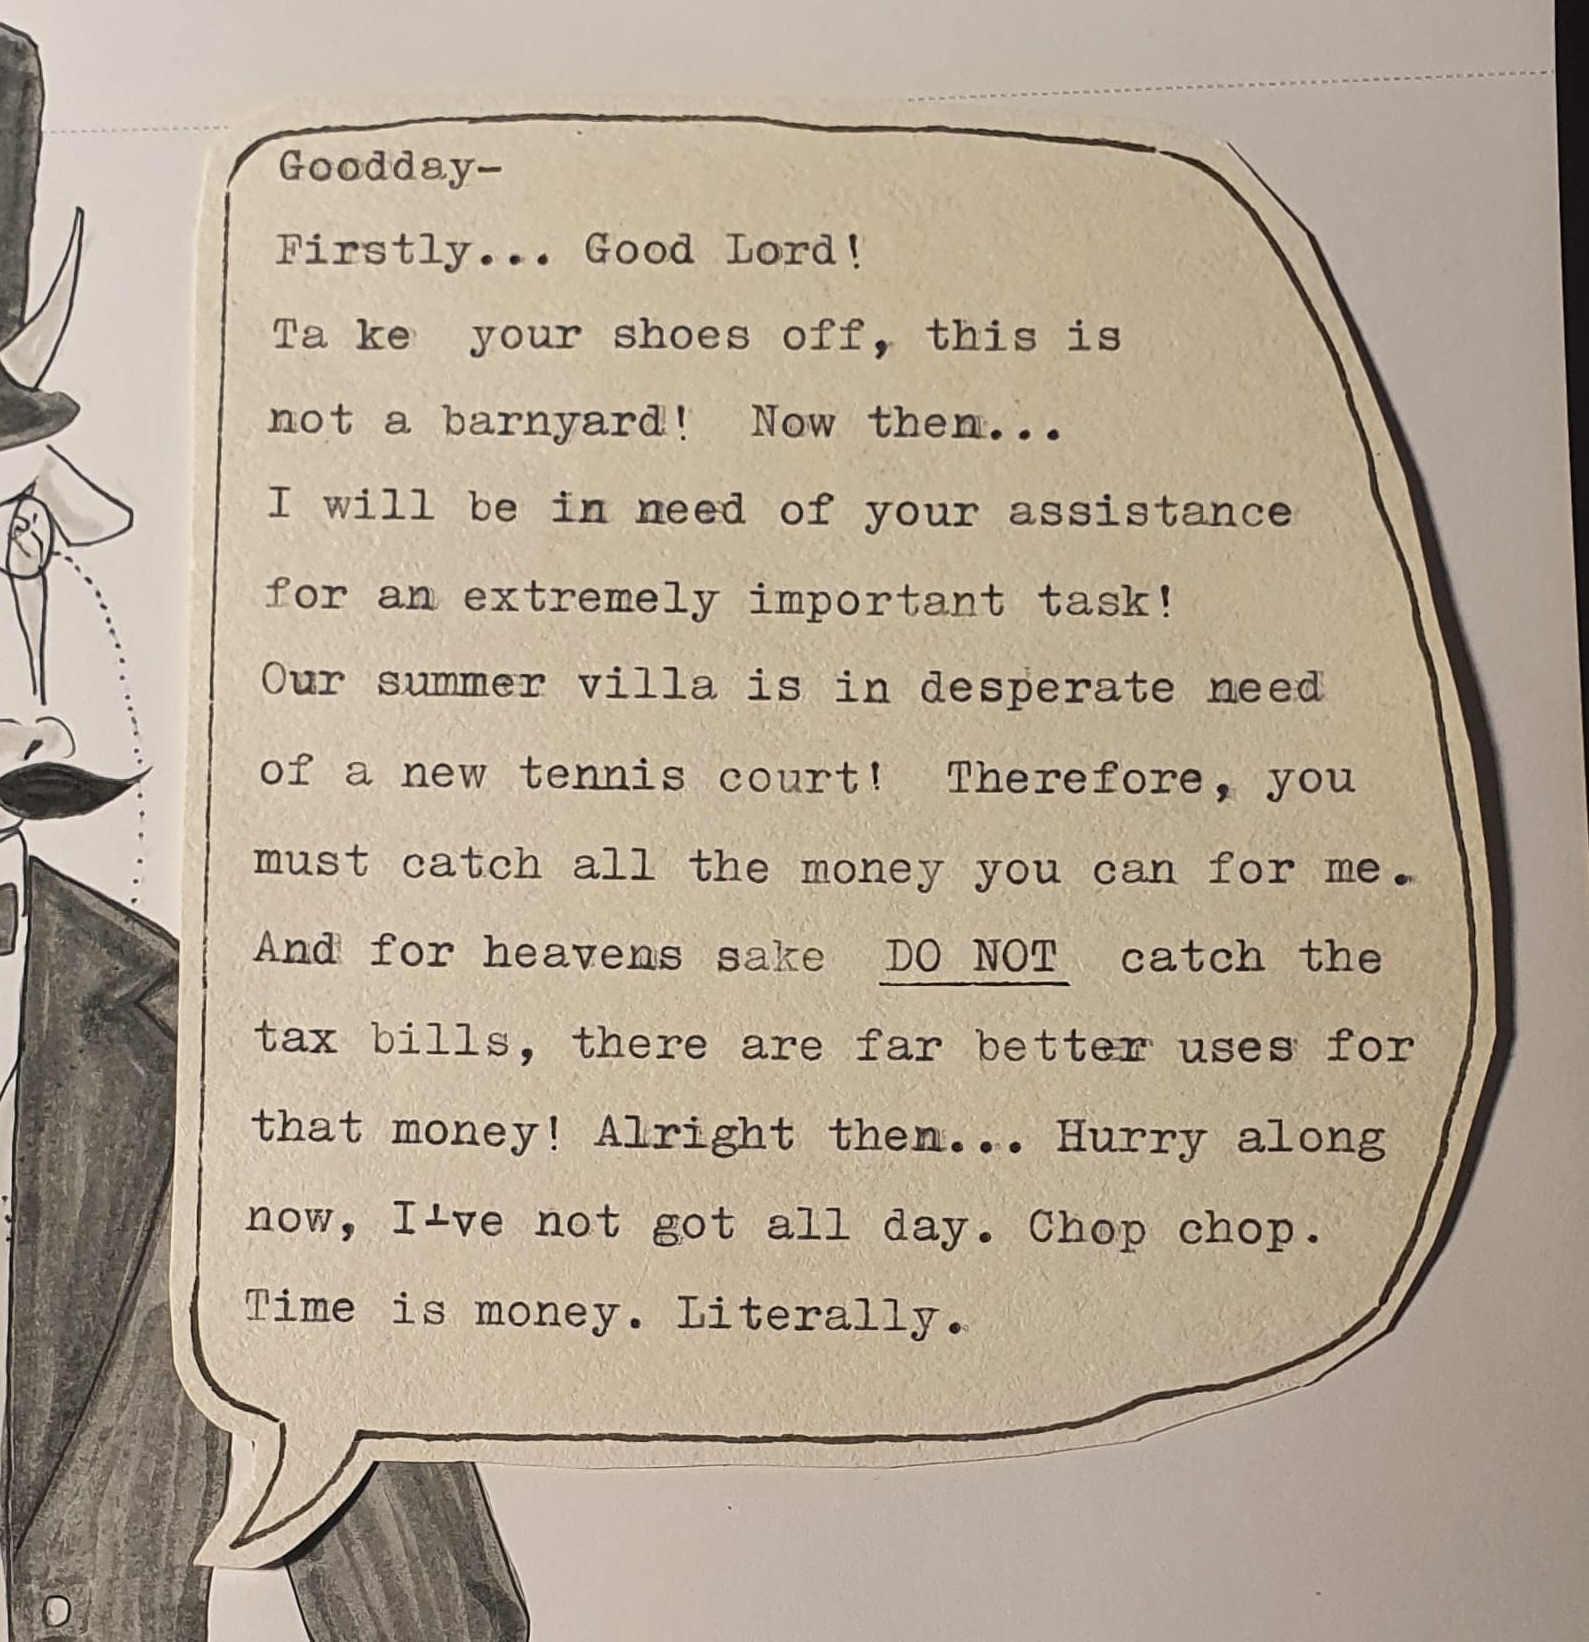 Goodday-
Firstly... Good Lord!
Ta ke  your shoes off, this is
not a barnyard!  Now then...
I will be in need of your assistance
for an extremely important task!
Our summer villa is in desperate need
of a new tennis court!  Therefore, you
must catch all the money you can for me.
And for heavens sake  DO NOT  catch the
tax bills, there are far better uses for
that money! Alright then... Hurry along
now, I've not got all day. Chop chop.
Time is money. Literally.